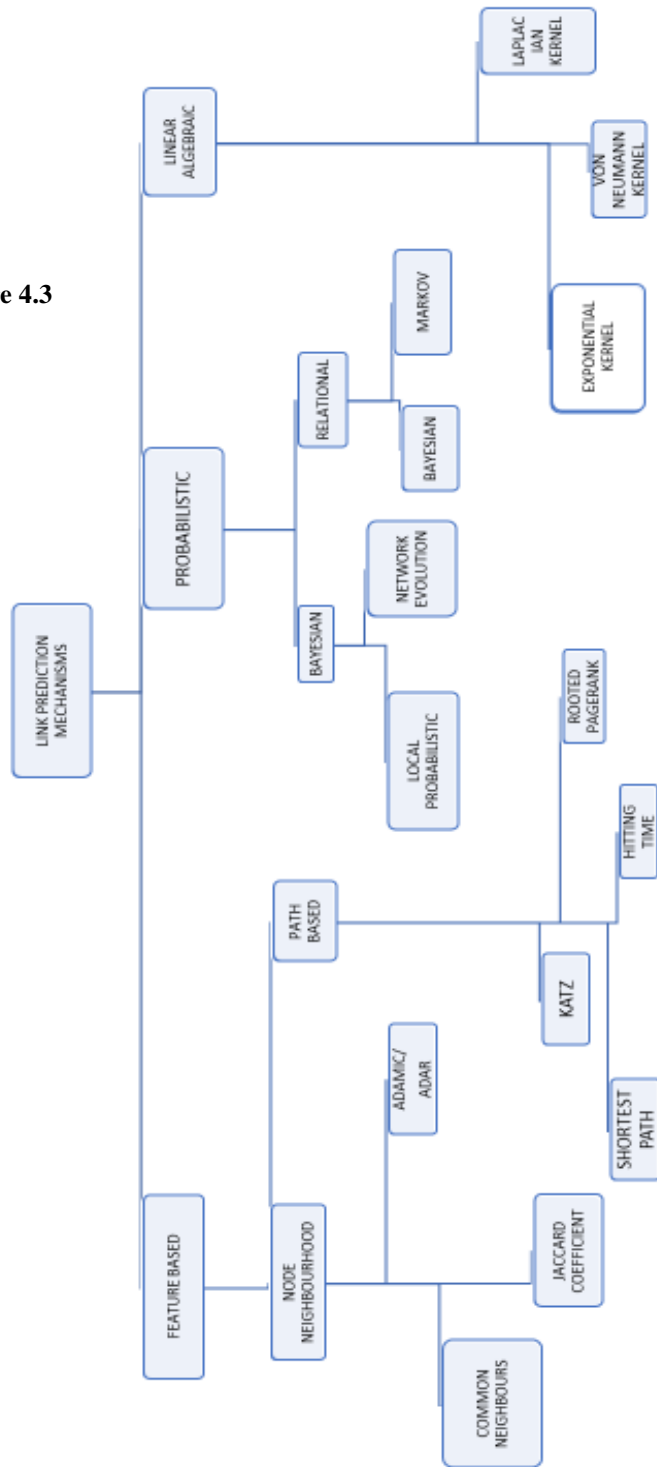 e 4.3
LINK PREDICTION
MECHANISMS
FEATURE BASED
PROBABILISTIC
LINEAR
ALGEBRAIC
NODE
NEIGHBOURHOOD
PATH
BASED
BAYESIAN
RELATIONAL
ADAMIC/
ADAR
COMMON
NEIGHBOURS
JACCARD
COEFFICIENT
KATZ
SHORTEST
PATH
ROOTED
PAGERANK
HITTING
TIME
LOCAL
PROBABILISTIC
NETWORK
EVOLUTION
BAYESIAN
MARKOV
EXPONENTIAL
KERNEL
VON
NEUMANN
KERNEL
LAPLAC
IAN
KERNEL